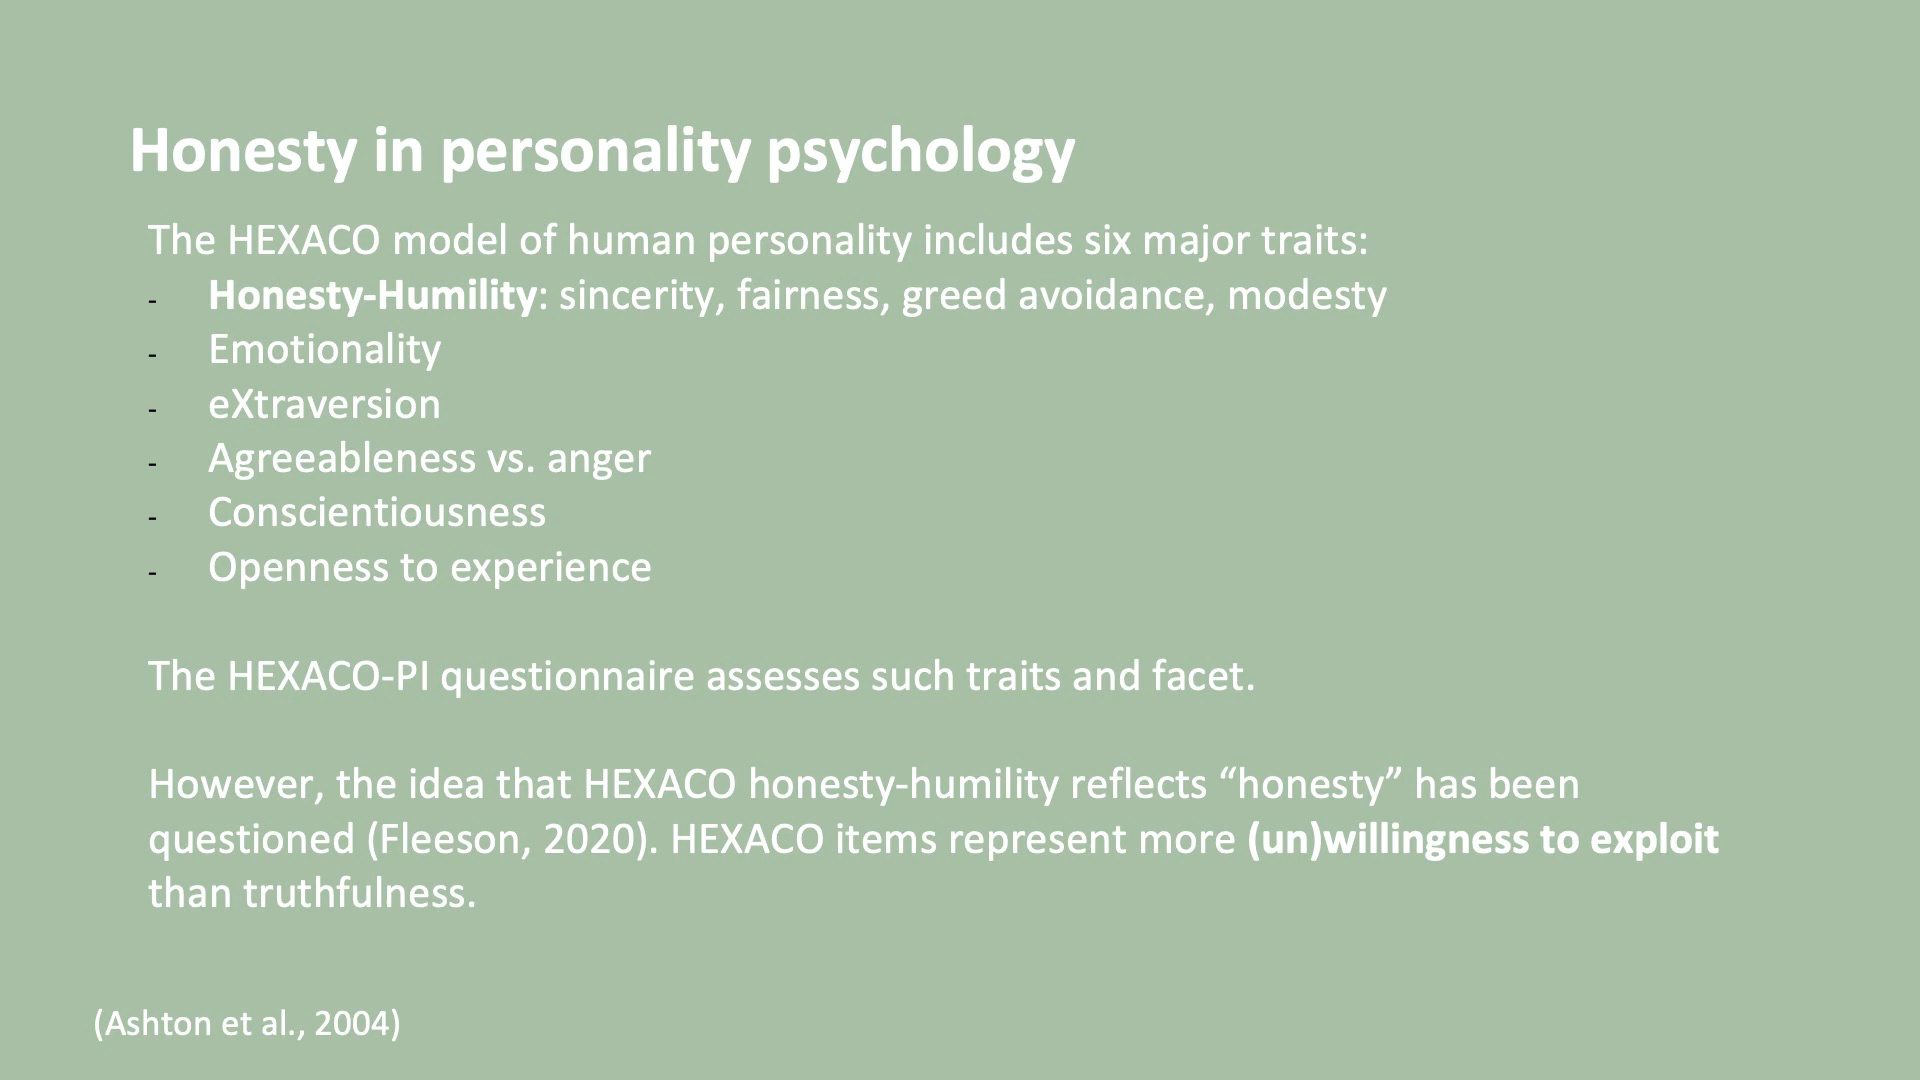 Honesty in personality psychology
The HEXACO model of human personality includes six major traits:
- Honesty-Humility: sincerity, fairness, greed avoidance, modesty
- Emotionality
- eXtraversion
- Agreeableness vs. anger
- Conscientiousness
- Openness to experience
The HEXACO-PI questionnaire assesses such traits and facet.
However, the idea that HEXACO honesty-humility reflects “honesty” has been
questioned (Fleeson, 2020). HEXACO items represent more (un)willingness to exploit
than truthfulness.
(Ashton et al., 2004)